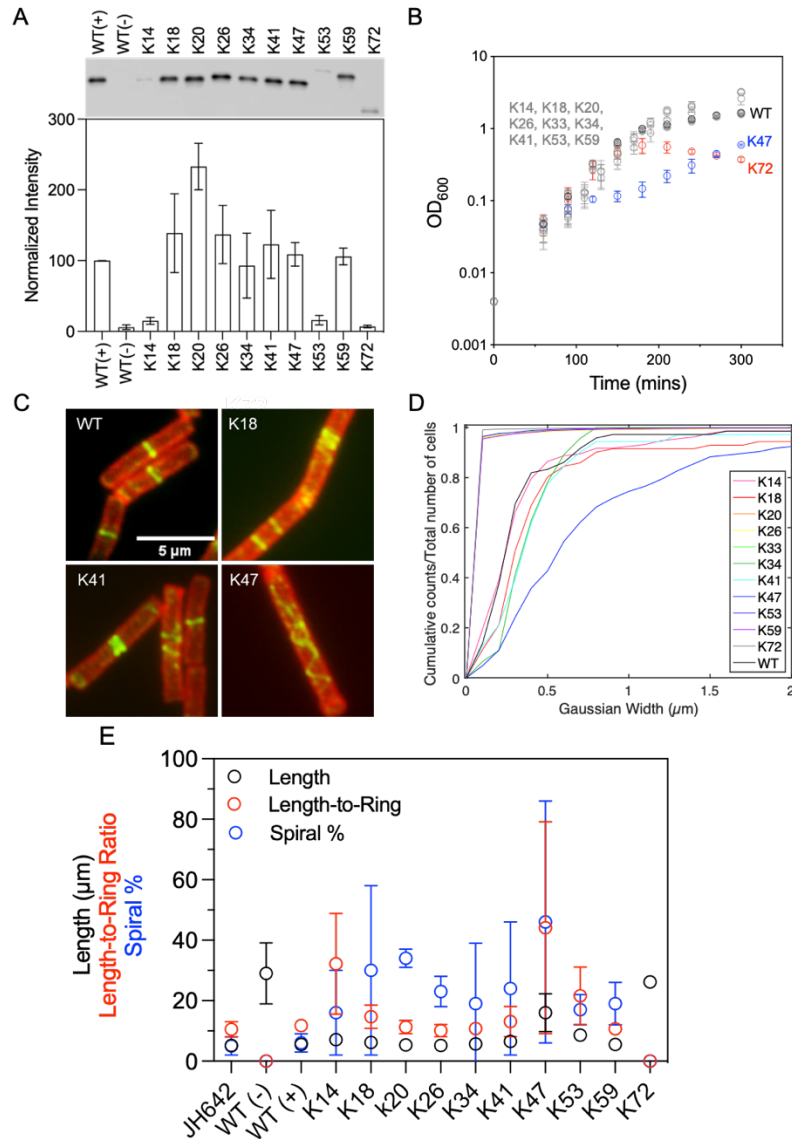 A
WT(+)
WT(-)
K14
K18
K20
K26
K34
K41
K47
K53
K59
K72
300
200
100
0
Normalized Intensity
WT(+)
WT(-)
K14
K18
K20
K26
K34
K41
K47
K53
K59
K72
B
10
1
0.1
0.01
0.001
OD600
K14, K18, K20,
K26, K33, K34,
K41, K53, K59
WT
K47
K72
0
100
200
300
Time (mins)
C
WT
K18
5 µm
K41
K47
D
1
0.8
0.6
0.4
0.2
0
Cumulative counts/Total number of cells
K14
K18
K20
K26
K33
K34
K41
K47
K53
K59
K72
WT
0
0.5
1
1.5
2
Gaussian Width (µm)
E
Length (µm)
Length-to-Ring Ratio
Spiral %
100
80
60
40
20
0
Length
Length-to-Ring
Spiral %
JH642
WT (-)
WT (+)
K14
K18
k20
K26
K34
K41
K47
K53
K59
K72